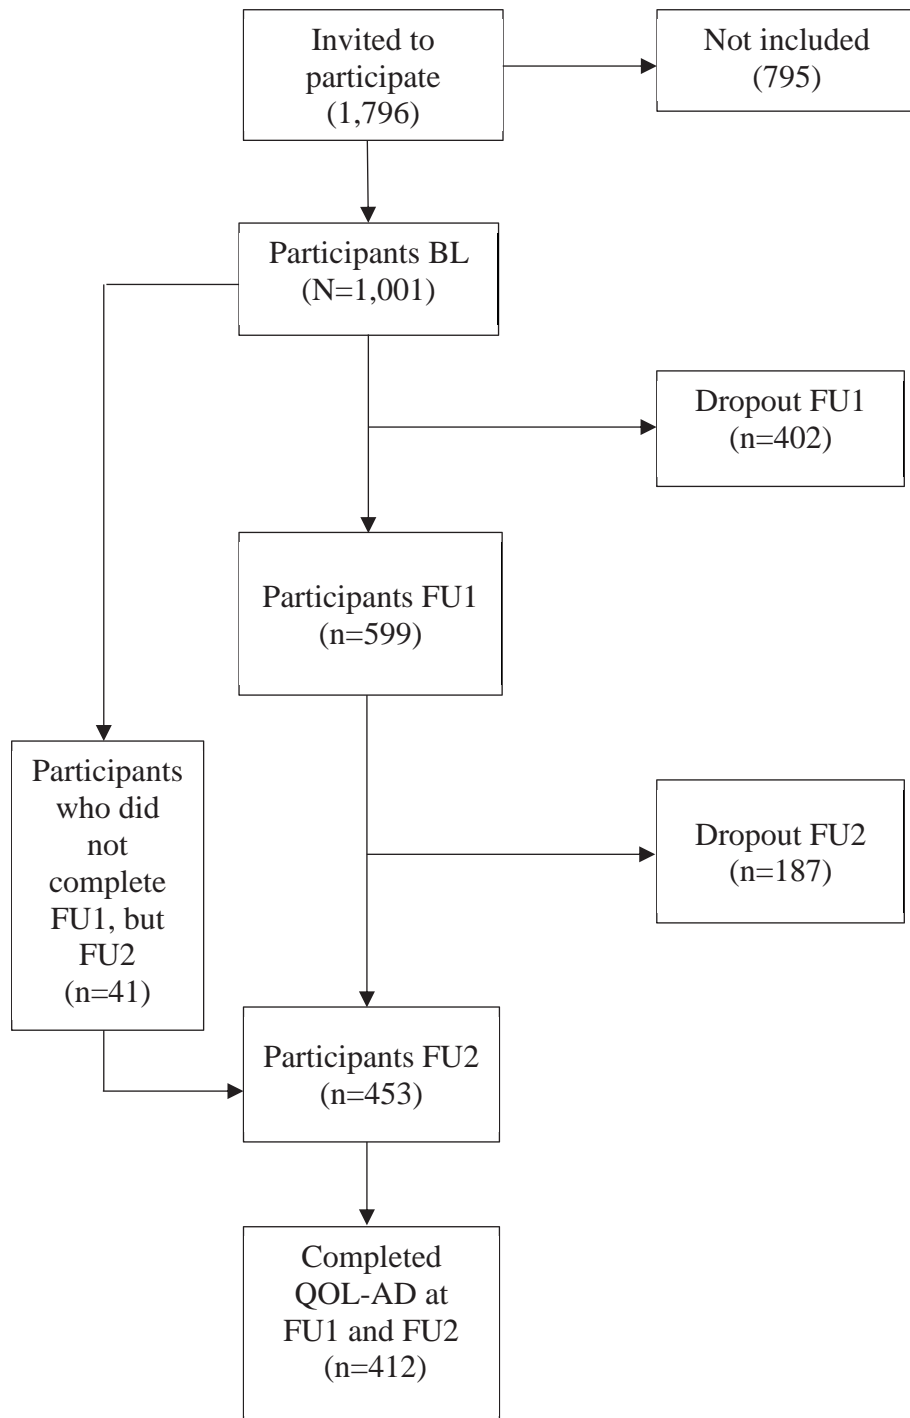 Invited to
participate
(1,796)
Not included
(795)
Participants BL
(N=1,001)
Dropout FU1
(n=402)
Participants FU1
(n=599)
Participants
who did
not
complete
FU1, but
FU2
(n=41)
Dropout FU2
(n=187)
Participants FU2
(n=453)
Completed
QOL-AD at
FU1 and FU2
(n=412)